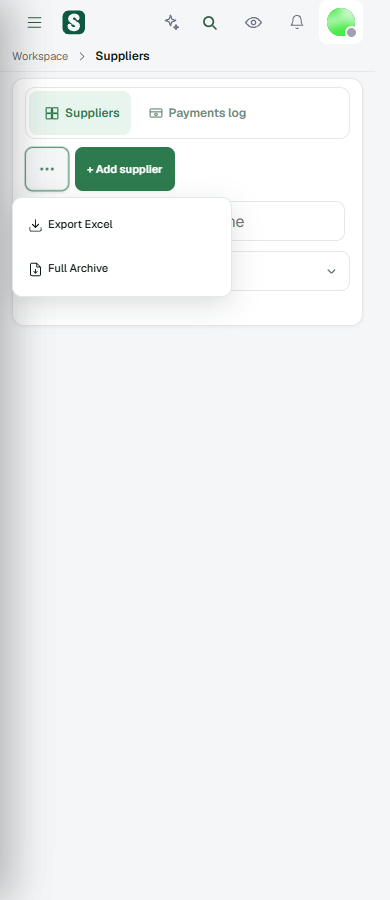 S
Workspace > Suppliers
Suppliers Payments log
+ Add supplier
Export Excel
Full Archive